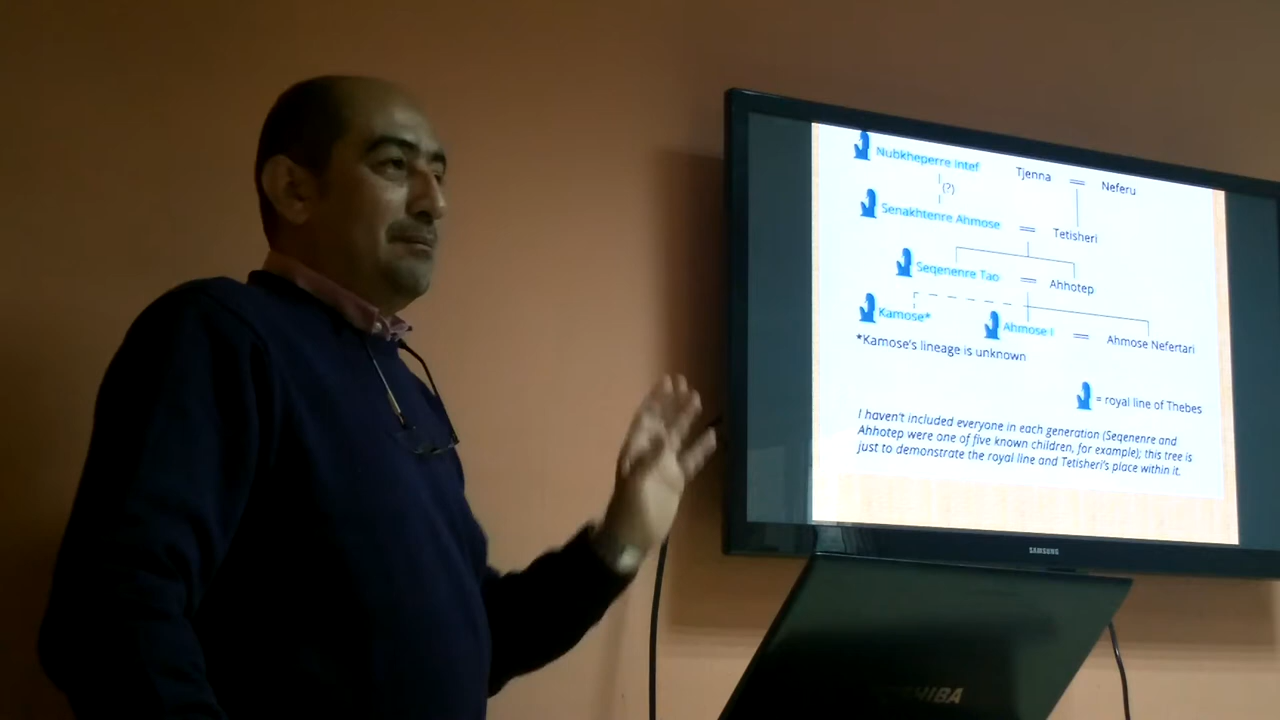 Nubkheperre Intef
Tjenna = Neferu
(?)
Senakhtenre Ahmose = Tetisheri
Seqenenre Tao = Ahhotep
Kamose*
Ahmose I = Ahmose Nefertari
*Kamose's lineage is unknown
= royal line of Thebes
I haven't included everyone in each generation (Seqenenre and
Ahhotep were one of five known children, for example); this tree is
just to demonstrate the royal line and Tetisheri's place within it.
SAMSUNG
TOSHIBA